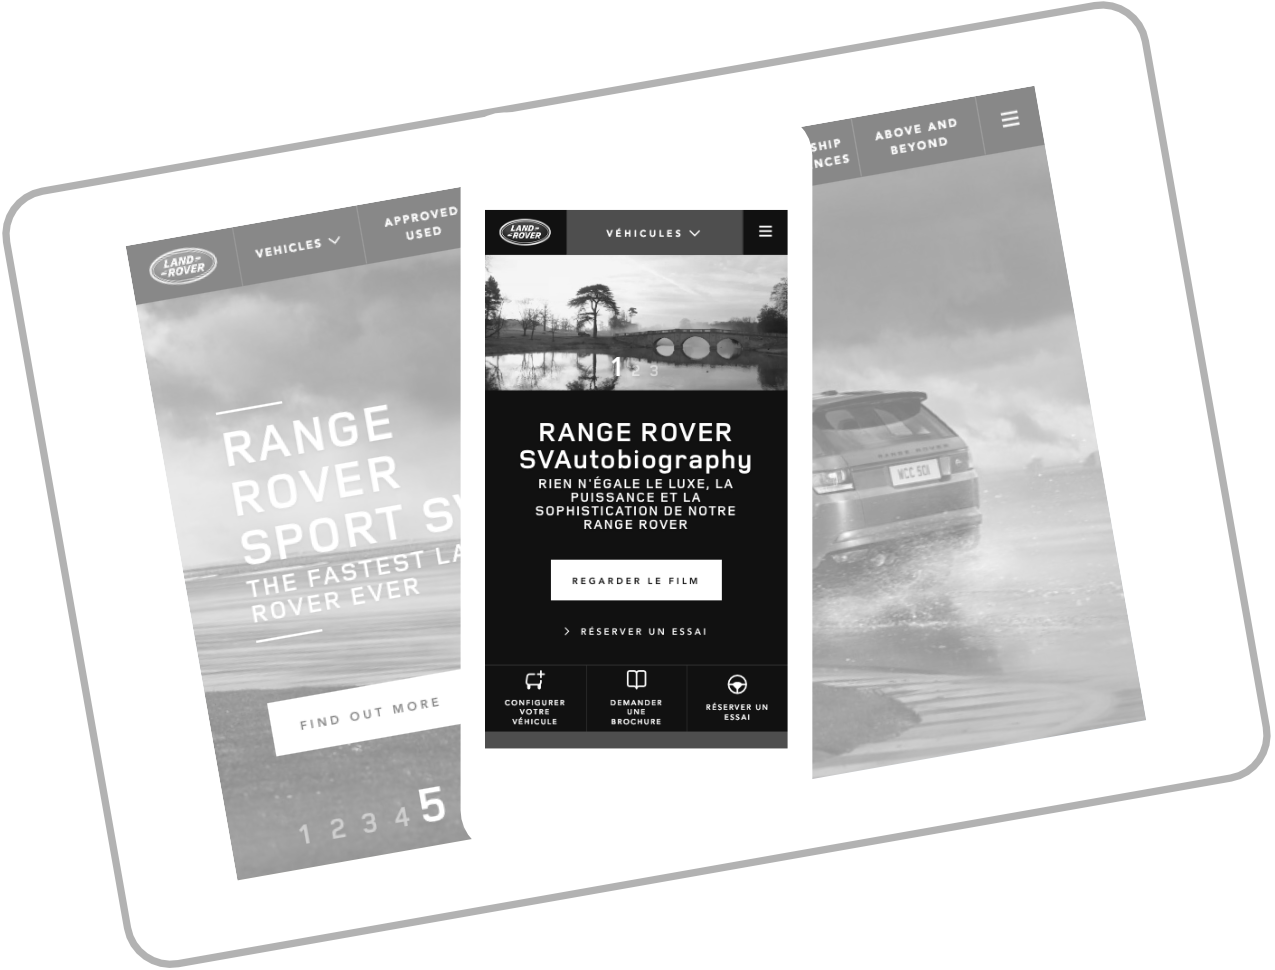 LAND
ROVER
VEHICLES
APPROVED
USED
SHIP
NCES
ABOVE AND
BEYOND
RANGE
ROVER
SPORT SV
THE FASTEST LA
ROVER EVER
FIND OUT MORE
1 2 3 4 5
LAND
ROVER
VÉHICULES
1 2 3
RANGE ROVER
SVAutobiography
RIEN N'ÉGALE LE LUXE, LA
PUISSANCE ET LA
SOPHISTICATION DE NOTRE
RANGE ROVER
REGARDER LE FILM
RÉSERVER UN ESSAI
CONFIGURER
VOTRE
VÉHICULE
DEMANDER
UNE
BROCHURE
RÉSERVER UN
ESSAI
RANGE ROVER